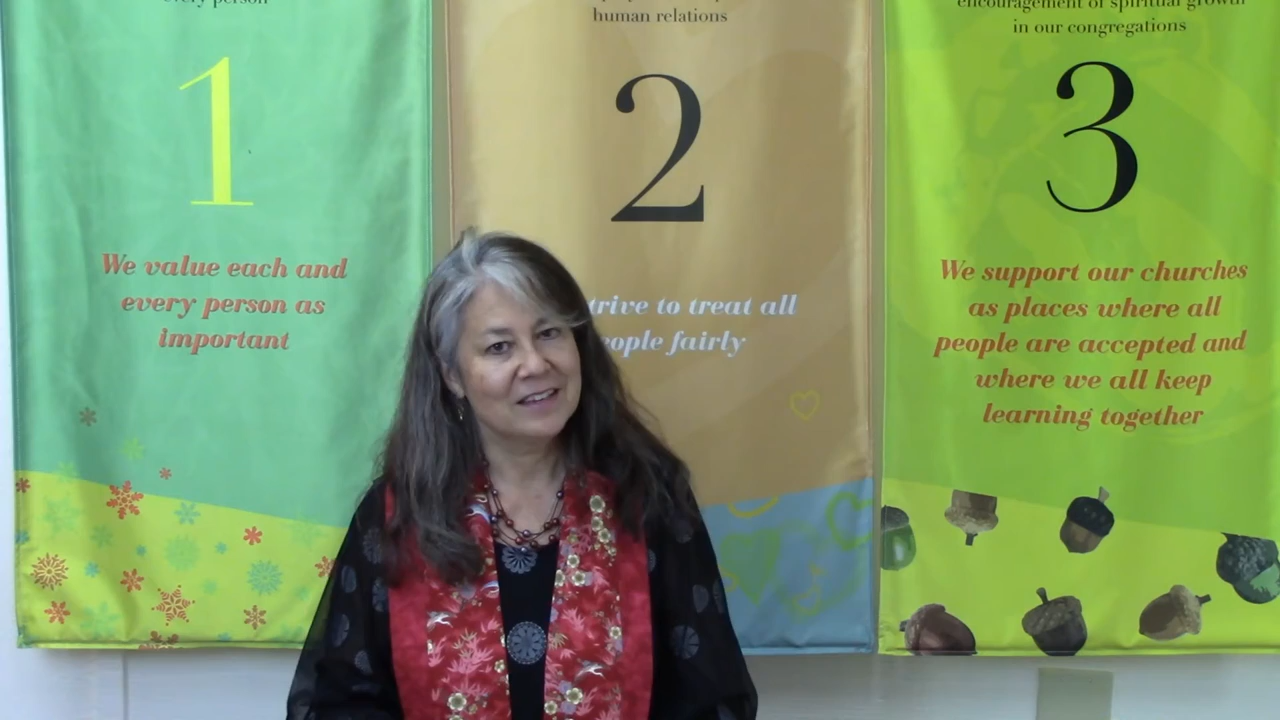 every person
1
We value each and
every person as
important
human relations
2
trive to treat all
eople fairly
encouragement of spiritual growth
in our congregations
3
We support our churches
as places where all
people are accepted and
where we all keep
learning together